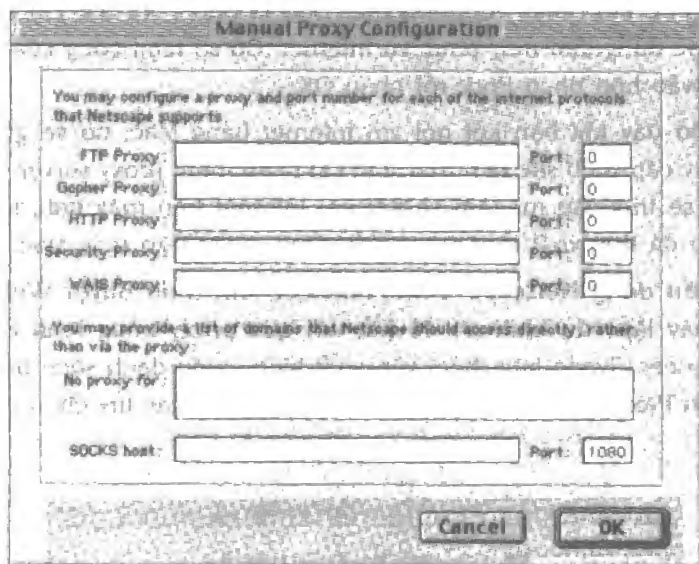 Manual Proxy Configuration
You may configure a proxy and port number for each of the internet protocols
that Netscape supports
FTP Proxy: Port: 0
Gopher Proxy: Port: 0
HTTP Proxy: Port: 0
Security Proxy: Port: 0
WAIS Proxy: Port: 0
You may provide a list of domains that Netscape should access directly, rather
than via the proxy:
No proxy for:
SOCKS host: Port: 1080
Cancel OK